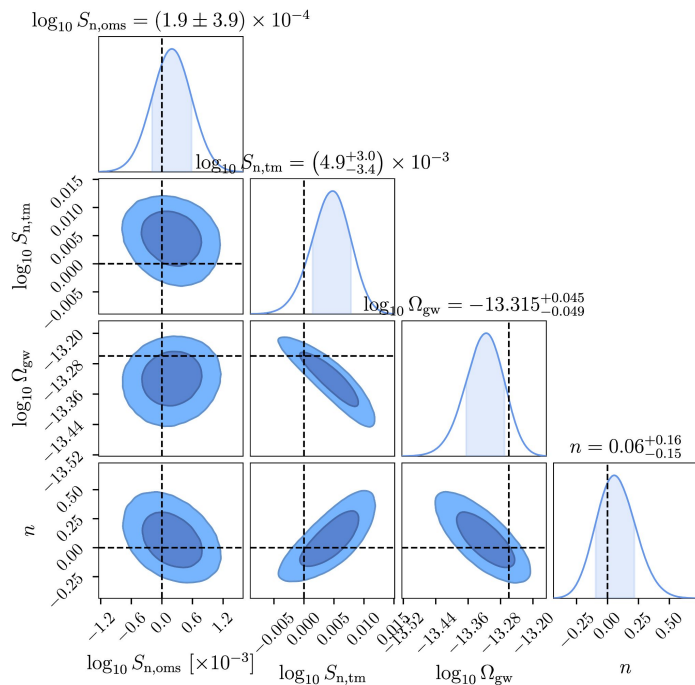 log₁₀ Sₙ,ₒₘₛ = (1.9 ± 3.9) × 10⁻⁴
log₁₀ Sₙ,ₜₘ = (4.9⁺³·⁰₋₃.₄) × 10⁻³
log₁₀ Ω_gw = −13.315⁺⁰·⁰⁴⁵₋₀.₀₄₉
n = 0.06⁺⁰·¹⁶₋₀.₁₅
0.015
0.010
0.005
0.000
−0.005
log₁₀ Sₙ,ₜₘ
−13.20
−13.28
−13.36
−13.44
−13.52
log₁₀ Ω_gw
0.50
0.25
0.00
−0.25
n
−1.2 −0.6 0.0 0.6 1.2
log₁₀ Sₙ,ₒₘₛ [×10⁻³]
−0.005 0.000 0.005 0.010 0.015
log₁₀ Sₙ,ₜₘ
−13.52 −13.44 −13.36 −13.28 −13.20
log₁₀ Ω_gw
−0.25 0.00 0.25 0.50
n